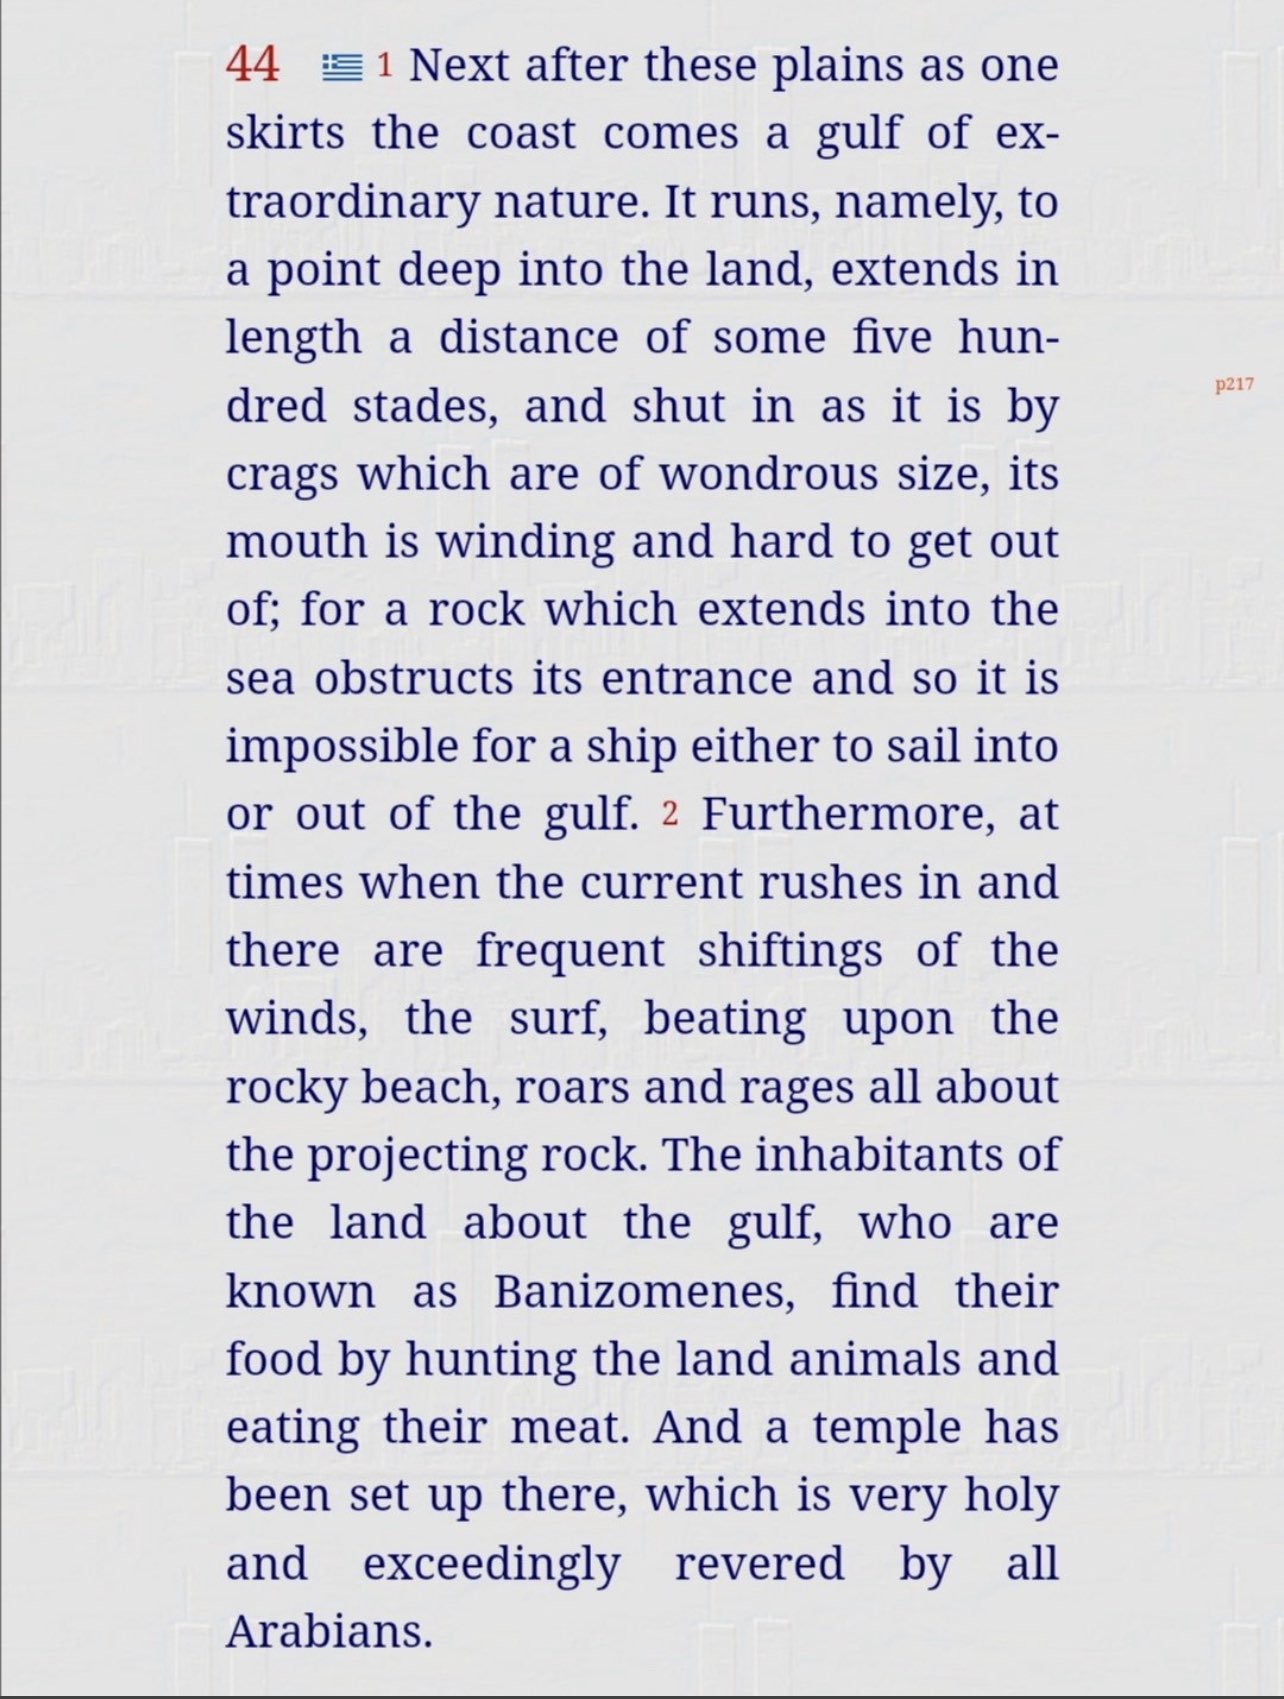 44 1 Next after these plains as one
skirts the coast comes a gulf of ex-
traordinary nature. It runs, namely, to
a point deep into the land, extends in
length a distance of some five hun-
p217
dred stades, and shut in as it is by
crags which are of wondrous size, its
mouth is winding and hard to get out
of; for a rock which extends into the
sea obstructs its entrance and so it is
impossible for a ship either to sail into
or out of the gulf. 2 Furthermore, at
times when the current rushes in and
there are frequent shiftings of the
winds, the surf, beating upon the
rocky beach, roars and rages all about
the projecting rock. The inhabitants of
the land about the gulf, who are
known as Banizomenes, find their
food by hunting the land animals and
eating their meat. And a temple has
been set up there, which is very holy
and exceedingly revered by all
Arabians.